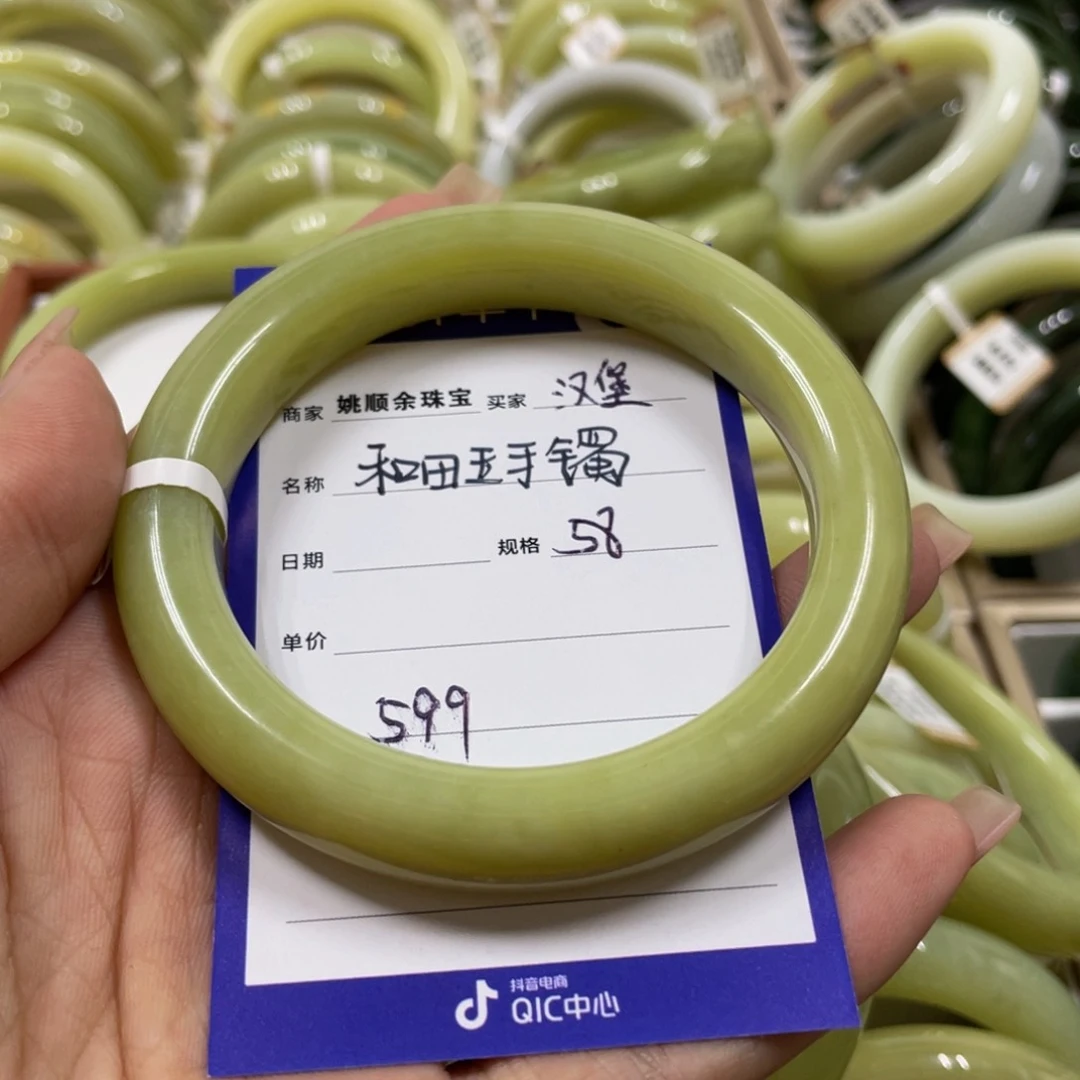 商家 姚顺余珠宝 买家 汉堡
名称 和田玉手镯
日期 规格 58
单价
599
抖音电商
QIC中心